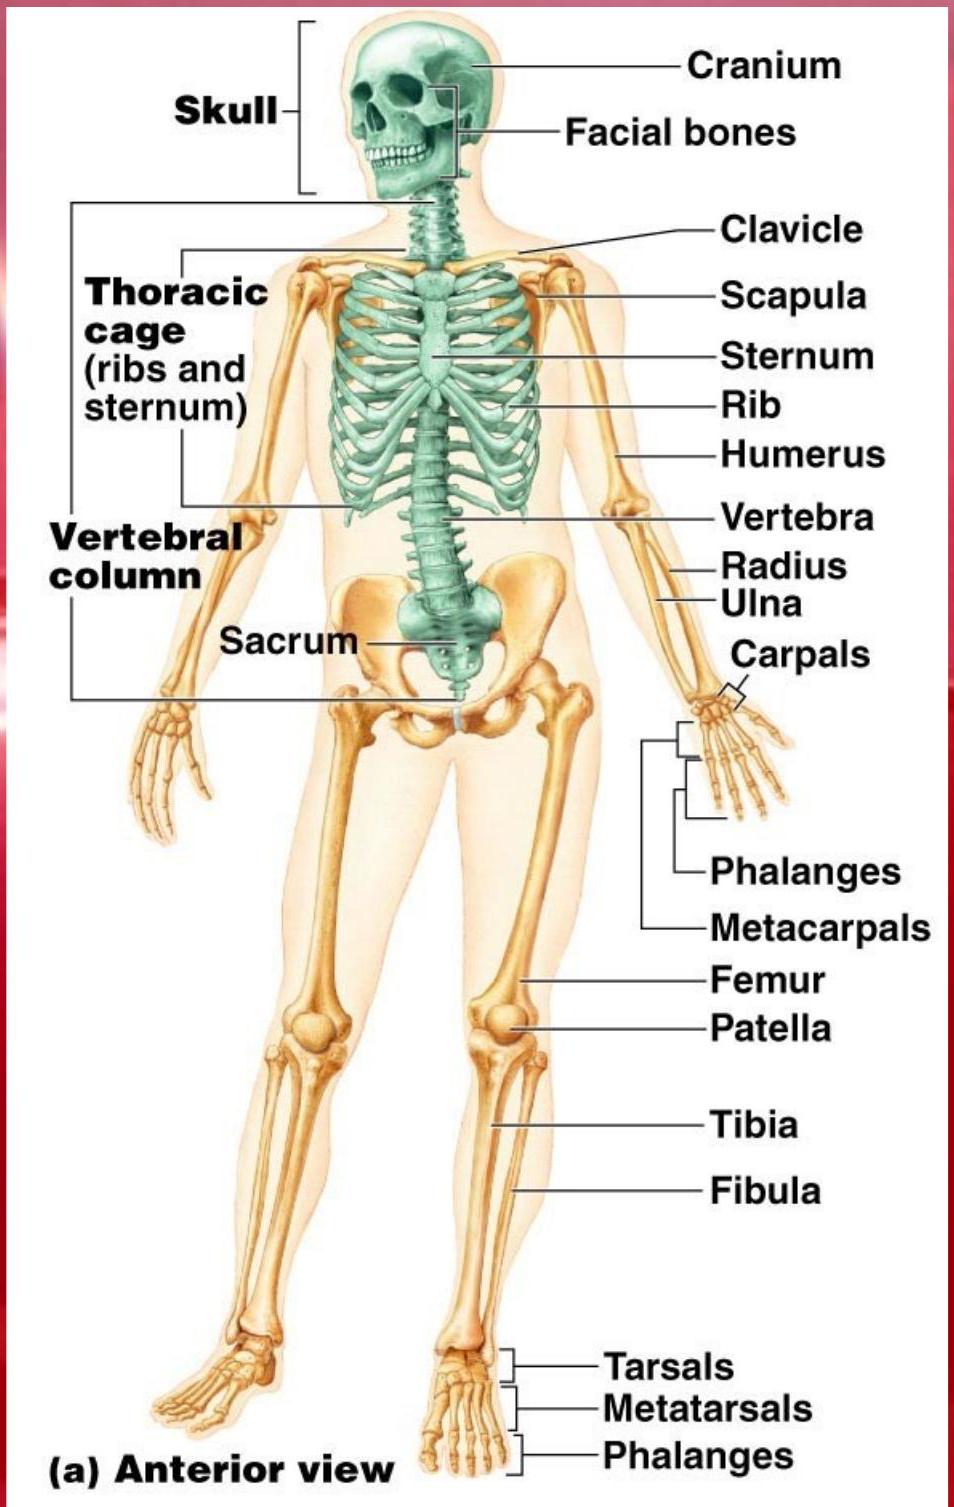 Cranium
Skull
Facial bones
Clavicle
Thoracic
cage
(ribs and
sternum)
Scapula
Sternum
Rib
Humerus
Vertebra
Vertebral
column
Radius
Ulna
Sacrum
Carpals
Phalanges
Metacarpals
Femur
Patella
Tibia
Fibula
Tarsals
Metatarsals
Phalanges
(a) Anterior view